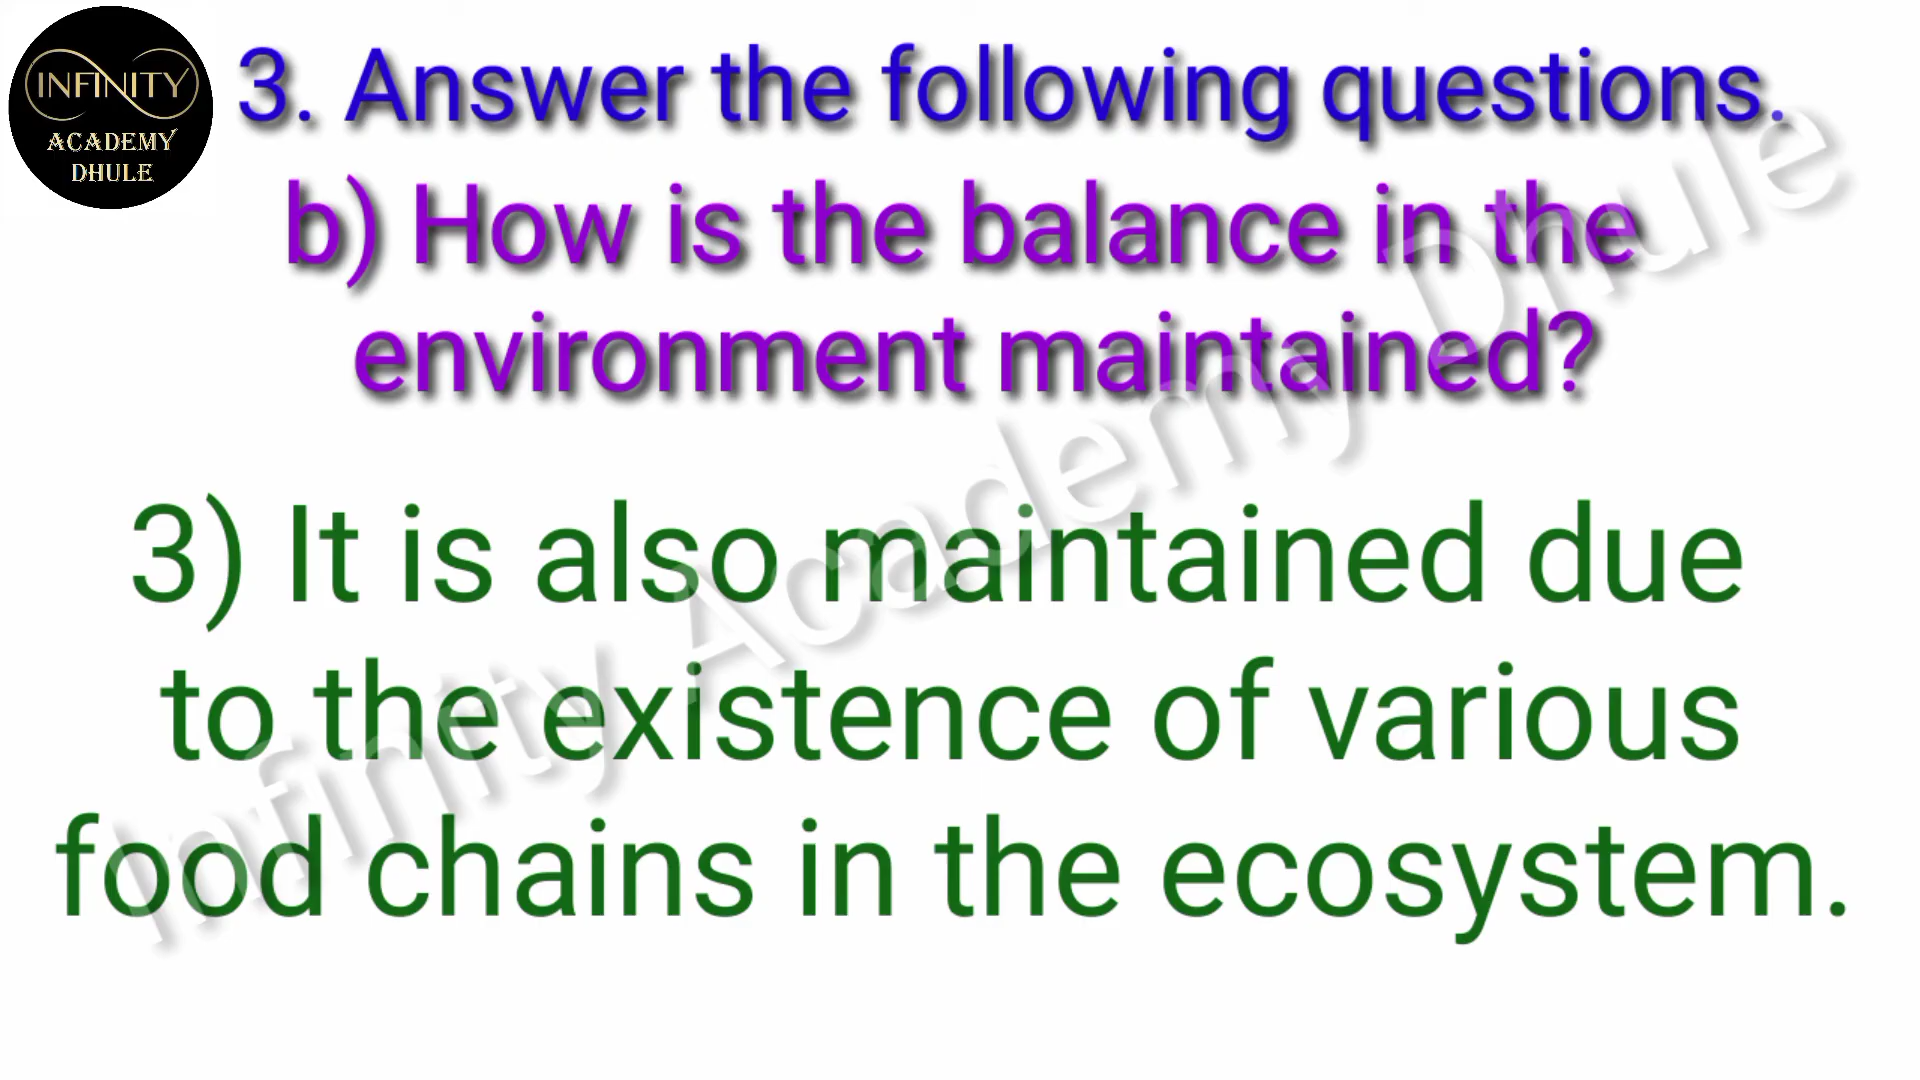 INFINITY
ACADEMY
DHULE
3. Answer the following questions.
b) How is the balance in the
environment maintained?
3) It is also maintained due
to the existence of various
food chains in the ecosystem.
Infinity Academy Dhule